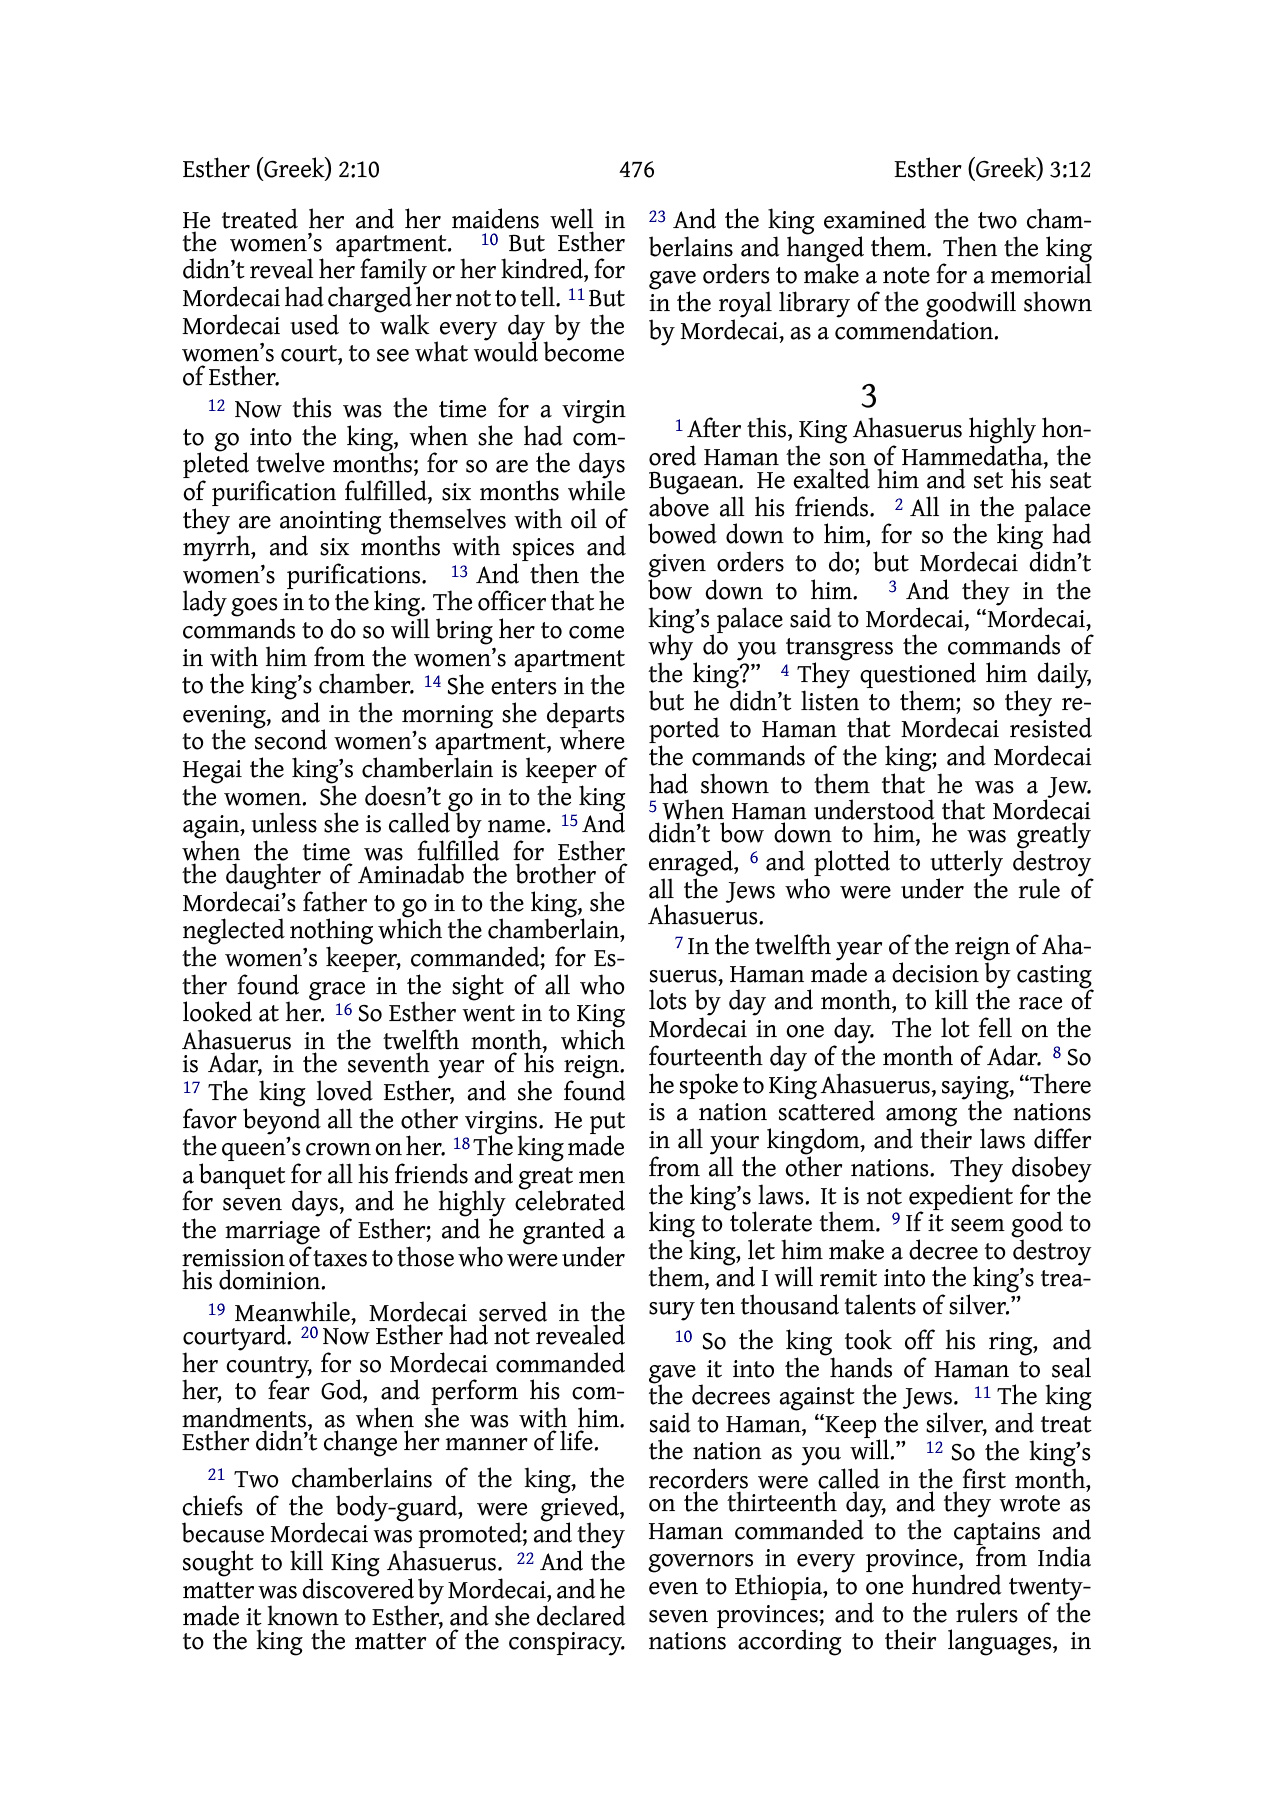 Esther (Greek) 2:10 476 Esther (Greek) 3:12
He treated her and her maidens well in
the women’s apartment. 10 But Esther
didn’t reveal her family or her kindred, for
Mordecai had charged her not to tell. 11 But
Mordecai used to walk every day by the
women’s court, to see what would become
of Esther.
12 Now this was the time for a virgin
to go into the king, when she had com-
pleted twelve months; for so are the days
of purification fulfilled, six months while
they are anointing themselves with oil of
myrrh, and six months with spices and
women’s purifications. 13 And then the
lady goes in to the king. The officer that he
commands to do so will bring her to come
in with him from the women’s apartment
to the king’s chamber. 14 She enters in the
evening, and in the morning she departs
to the second women’s apartment, where
Hegai the king’s chamberlain is keeper of
the women. She doesn’t go in to the king
again, unless she is called by name. 15 And
when the time was fulfilled for Esther
the daughter of Aminadab the brother of
Mordecai’s father to go in to the king, she
neglected nothing which the chamberlain,
the women’s keeper, commanded; for Es-
ther found grace in the sight of all who
looked at her. 16 So Esther went in to King
Ahasuerus in the twelfth month, which
is Adar, in the seventh year of his reign.
17 The king loved Esther, and she found
favor beyond all the other virgins. He put
the queen’s crown on her. 18 The king made
a banquet for all his friends and great men
for seven days, and he highly celebrated
the marriage of Esther; and he granted a
remission of taxes to those who were under
his dominion.
19 Meanwhile, Mordecai served in the
courtyard. 20 Now Esther had not revealed
her country, for so Mordecai commanded
her, to fear God, and perform his com-
mandments, as when she was with him.
Esther didn’t change her manner of life.
21 Two chamberlains of the king, the
chiefs of the body-guard, were grieved,
because Mordecai was promoted; and they
sought to kill King Ahasuerus. 22 And the
matter was discovered by Mordecai, and he
made it known to Esther, and she declared
to the king the matter of the conspiracy.
23 And the king examined the two cham-
berlains and hanged them. Then the king
gave orders to make a note for a memorial
in the royal library of the goodwill shown
by Mordecai, as a commendation.
3
1 After this, King Ahasuerus highly hon-
ored Haman the son of Hammedatha, the
Bugaean. He exalted him and set his seat
above all his friends. 2 All in the palace
bowed down to him, for so the king had
given orders to do; but Mordecai didn’t
bow down to him. 3 And they in the
king’s palace said to Mordecai, “Mordecai,
why do you transgress the commands of
the king?” 4 They questioned him daily,
but he didn’t listen to them; so they re-
ported to Haman that Mordecai resisted
the commands of the king; and Mordecai
had shown to them that he was a Jew.
5 When Haman understood that Mordecai
didn’t bow down to him, he was greatly
enraged, 6 and plotted to utterly destroy
all the Jews who were under the rule of
Ahasuerus.
7 In the twelfth year of the reign of Aha-
suerus, Haman made a decision by casting
lots by day and month, to kill the race of
Mordecai in one day. The lot fell on the
fourteenth day of the month of Adar. 8 So
he spoke to King Ahasuerus, saying, “There
is a nation scattered among the nations
in all your kingdom, and their laws differ
from all the other nations. They disobey
the king’s laws. It is not expedient for the
king to tolerate them. 9 If it seem good to
the king, let him make a decree to destroy
them, and I will remit into the king’s trea-
sury ten thousand talents of silver.”
10 So the king took off his ring, and
gave it into the hands of Haman to seal
the decrees against the Jews. 11 The king
said to Haman, “Keep the silver, and treat
the nation as you will.” 12 So the king’s
recorders were called in the first month,
on the thirteenth day, and they wrote as
Haman commanded to the captains and
governors in every province, from India
even to Ethiopia, to one hundred twenty-
seven provinces; and to the rulers of the
nations according to their languages, in